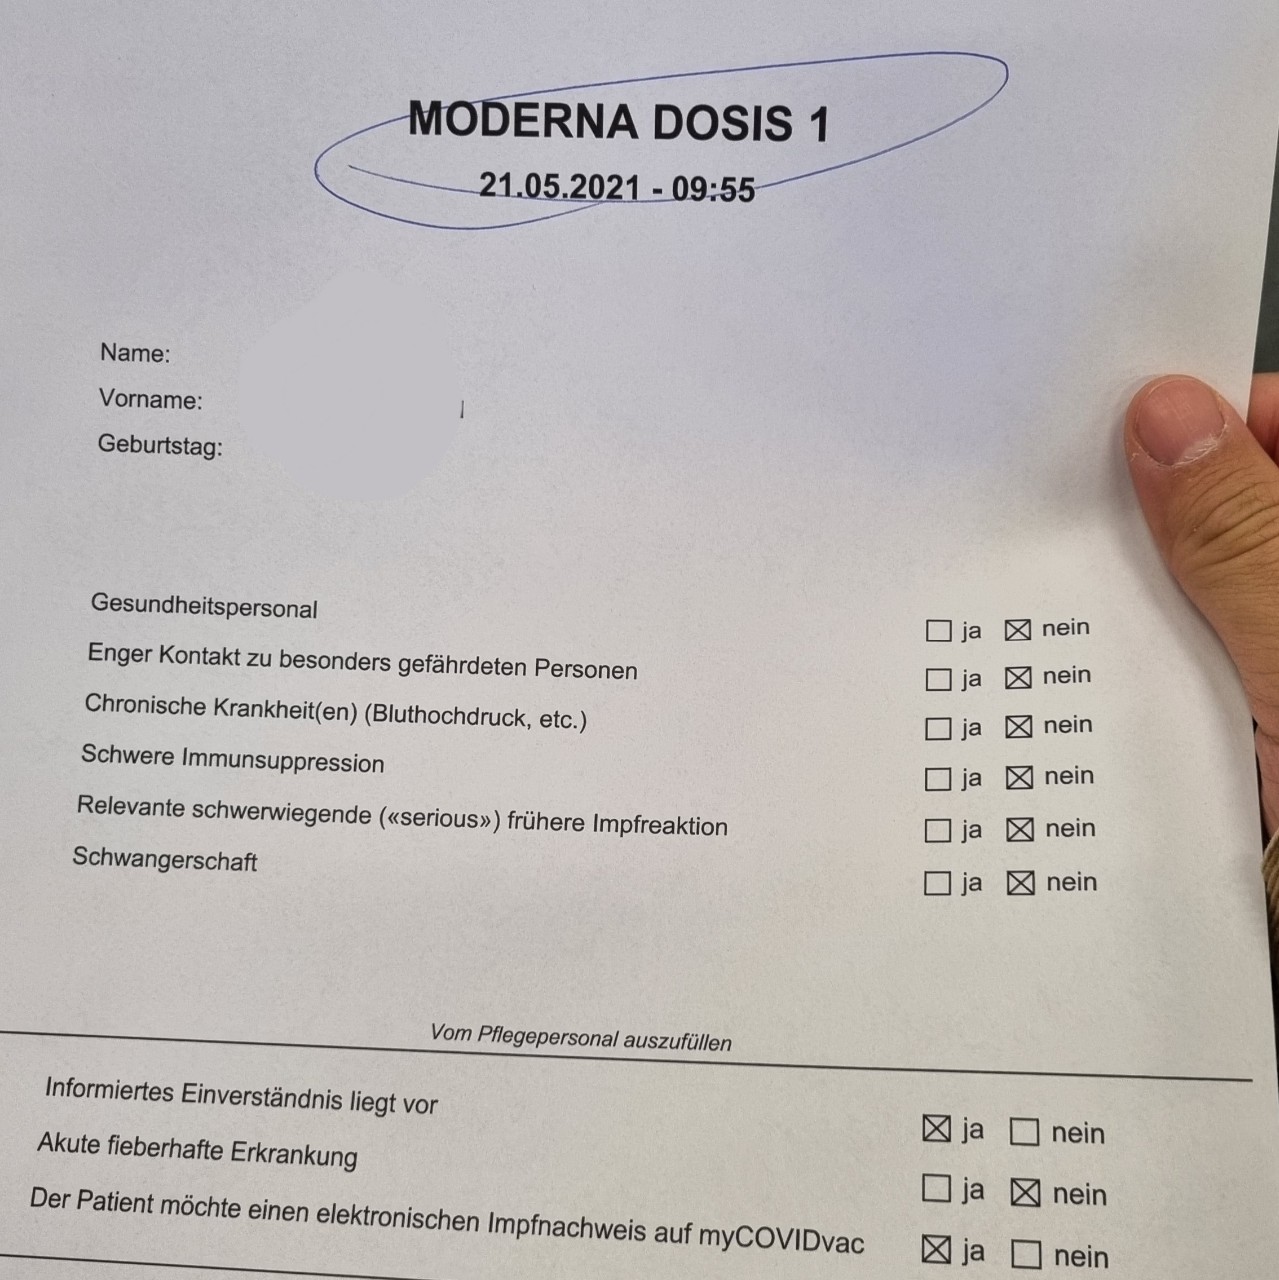 MODERNA DOSIS 1
21.05.2021 - 09:55
Name:
Vorname:
Geburtstag:
Gesundheitspersonal ☐ ja ☒ nein
Enger Kontakt zu besonders gefährdeten Personen ☐ ja ☒ nein
Chronische Krankheit(en) (Bluthochdruck, etc.) ☐ ja ☒ nein
Schwere Immunsuppression ☐ ja ☒ nein
Relevante schwerwiegende («serious») frühere Impfreaktion ☐ ja ☒ nein
Schwangerschaft ☐ ja ☒ nein
Vom Pflegepersonal auszufüllen
Informiertes Einverständnis liegt vor ☒ ja ☐ nein
Akute fieberhafte Erkrankung ☐ ja ☒ nein
Der Patient möchte einen elektronischen Impfnachweis auf myCOVIDvac ☒ ja ☐ nein